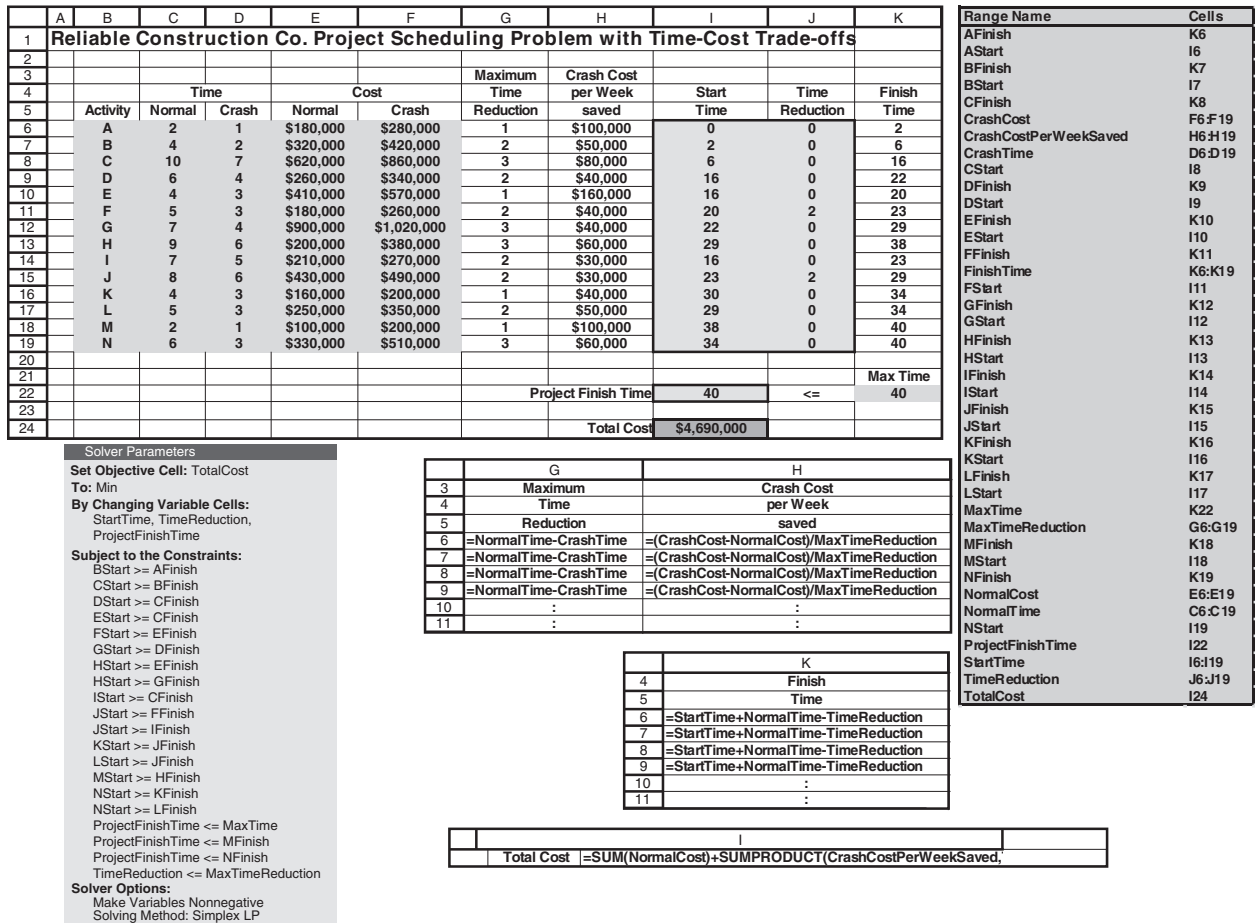 A B C D E F G H I J K
1 Reliable Construction Co. Project Scheduling Problem with Time-Cost Trade-offs
2
3 Maximum Crash Cost
4 Time Cost Time per Week Start Time Finish
5 Activity Normal Crash Normal Crash Reduction saved Time Reduction Time
6 A 2 1 $180,000 $280,000 1 $100,000 0 0 2
7 B 4 2 $320,000 $420,000 2 $50,000 2 0 6
8 C 10 7 $620,000 $860,000 3 $80,000 6 0 16
9 D 6 4 $260,000 $340,000 2 $40,000 16 0 22
10 E 4 3 $410,000 $570,000 1 $160,000 16 0 20
11 F 5 3 $180,000 $260,000 2 $40,000 20 2 23
12 G 7 4 $900,000 $1,020,000 3 $40,000 22 0 29
13 H 9 6 $200,000 $380,000 3 $60,000 29 0 38
14 I 7 5 $210,000 $270,000 2 $30,000 16 0 23
15 J 8 6 $430,000 $490,000 2 $30,000 23 2 29
16 K 4 3 $160,000 $200,000 1 $40,000 30 0 34
17 L 5 3 $250,000 $350,000 2 $50,000 29 0 34
18 M 2 1 $100,000 $200,000 1 $100,000 38 0 40
19 N 6 3 $330,000 $510,000 3 $60,000 34 0 40
20
21 Max Time
22 Project Finish Time 40 <= 40
23
24 Total Cost $4,690,000
Range Name Cells
AFinish K6
AStart I6
BFinish K7
BStart I7
CFinish K8
CrashCost F6:F19
CrashCostPerWeekSaved H6:H19
CrashTime D6:D19
CStart I8
DFinish K9
DStart I9
EFinish K10
EStart I10
FFinish K11
FinishTime K6:K19
FStart I11
GFinish K12
GStart I12
HFinish K13
HStart I13
IFinish K14
IStart I14
JFinish K15
JStart I15
KFinish K16
KStart I16
LFinish K17
LStart I17
MaxTime K22
MaxTimeReduction G6:G19
MFinish K18
MStart I18
NFinish K19
NormalCost E6:E19
NormalTime C6:C19
NStart I19
ProjectFinishTime I22
StartTime I6:I19
TimeReduction J6:J19
TotalCost I24
Solver Parameters
Set Objective Cell: TotalCost
To: Min
By Changing Variable Cells:
StartTime, TimeReduction,
ProjectFinishTime
Subject to the Constraints:
BStart >= AFinish
CStart >= BFinish
DStart >= CFinish
EStart >= CFinish
FStart >= EFinish
GStart >= DFinish
HStart >= EFinish
HStart >= GFinish
IStart >= CFinish
JStart >= FFinish
JStart >= IFinish
KStart >= JFinish
LStart >= JFinish
MStart >= HFinish
NStart >= KFinish
NStart >= LFinish
ProjectFinishTime <= MaxTime
ProjectFinishTime <= MFinish
ProjectFinishTime <= NFinish
TimeReduction <= MaxTimeReduction
Solver Options:
Make Variables Nonnegative
Solving Method: Simplex LP
G H
3 Maximum Crash Cost
4 Time per Week
5 Reduction saved
6 =NormalTime-CrashTime =(CrashCost-NormalCost)/MaxTimeReduction
7 =NormalTime-CrashTime =(CrashCost-NormalCost)/MaxTimeReduction
8 =NormalTime-CrashTime =(CrashCost-NormalCost)/MaxTimeReduction
9 =NormalTime-CrashTime =(CrashCost-NormalCost)/MaxTimeReduction
10 : :
11 : :
K
4 Finish
5 Time
6 =StartTime+NormalTime-TimeReduction
7 =StartTime+NormalTime-TimeReduction
8 =StartTime+NormalTime-TimeReduction
9 =StartTime+NormalTime-TimeReduction
10 :
11 :
I
Total Cost =SUM(NormalCost)+SUMPRODUCT(CrashCostPerWeekSaved,